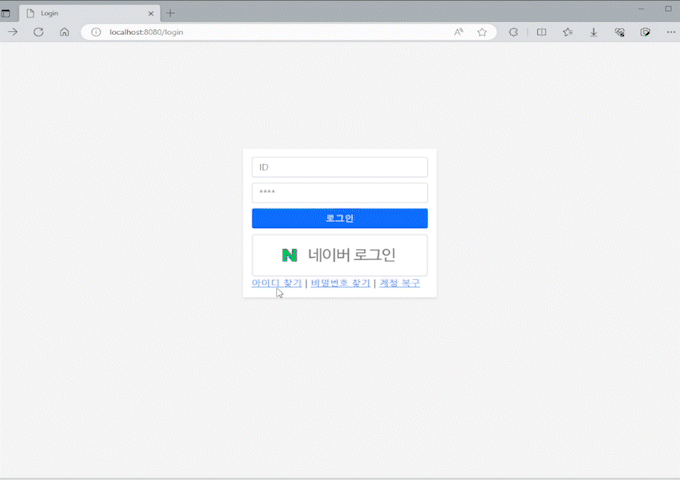 Login
localhost:8080/login
ID
****
로그인
N 네이버 로그인
아이디 찾기 | 비밀번호 찾기 | 계정 복구